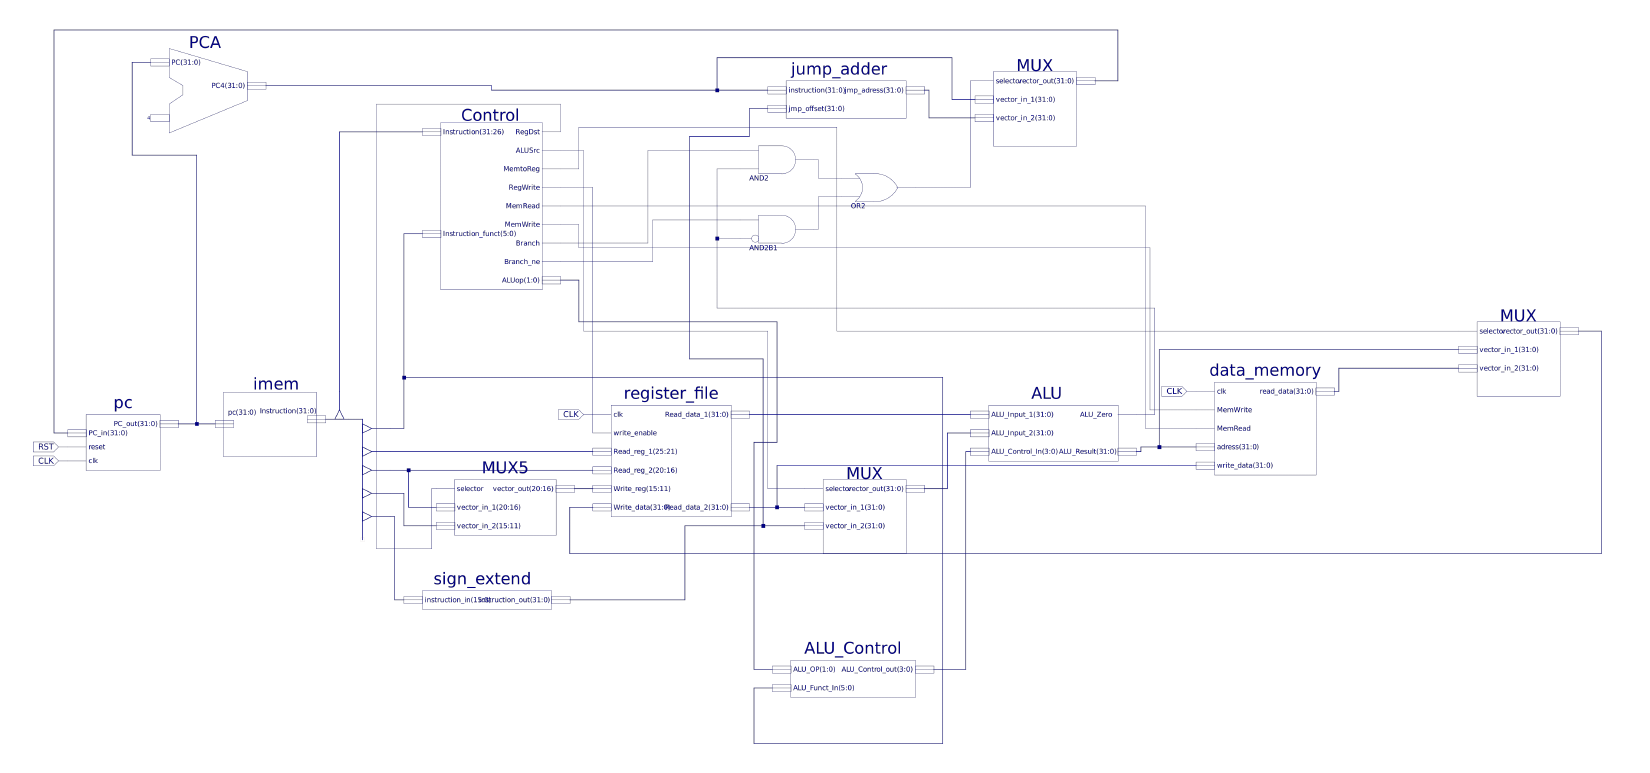 PCA
PC(31:0)
PC4(31:0)
4
jump_adder
instruction(31:0)
jmp_adress(31:0)
jmp_offset(31:0)
MUX
selector
vector_out(31:0)
vector_in_1(31:0)
vector_in_2(31:0)
Control
Instruction(31:26)
RegDst
ALUSrc
MemtoReg
RegWrite
MemRead
MemWrite
Instruction_funct(5:0)
Branch
Branch_ne
ALUop(1:0)
AND2
OR2
AND2B1
MUX
selector
vector_out(31:0)
vector_in_1(31:0)
vector_in_2(31:0)
pc
PC_out(31:0)
PC_in(31:0)
RST
reset
CLK
clk
imem
pc(31:0)
Instruction(31:0)
register_file
CLK
clk
Read_data_1(31:0)
write_enable
Read_reg_1(25:21)
Read_reg_2(20:16)
Write_reg(15:11)
Write_data(31:0)
Read_data_2(31:0)
MUX5
selector
vector_out(20:16)
vector_in_1(20:16)
vector_in_2(15:11)
MUX
selector
vector_out(31:0)
vector_in_1(31:0)
vector_in_2(31:0)
ALU
ALU_Input_1(31:0)
ALU_Zero
ALU_Input_2(31:0)
ALU_Control_In(3:0)
ALU_Result(31:0)
data_memory
CLK
clk
read_data(31:0)
MemWrite
MemRead
adress(31:0)
write_data(31:0)
sign_extend
instruction_in(15:0)
instruction_out(31:0)
ALU_Control
ALU_OP(1:0)
ALU_Control_out(3:0)
ALU_Funct_In(5:0)